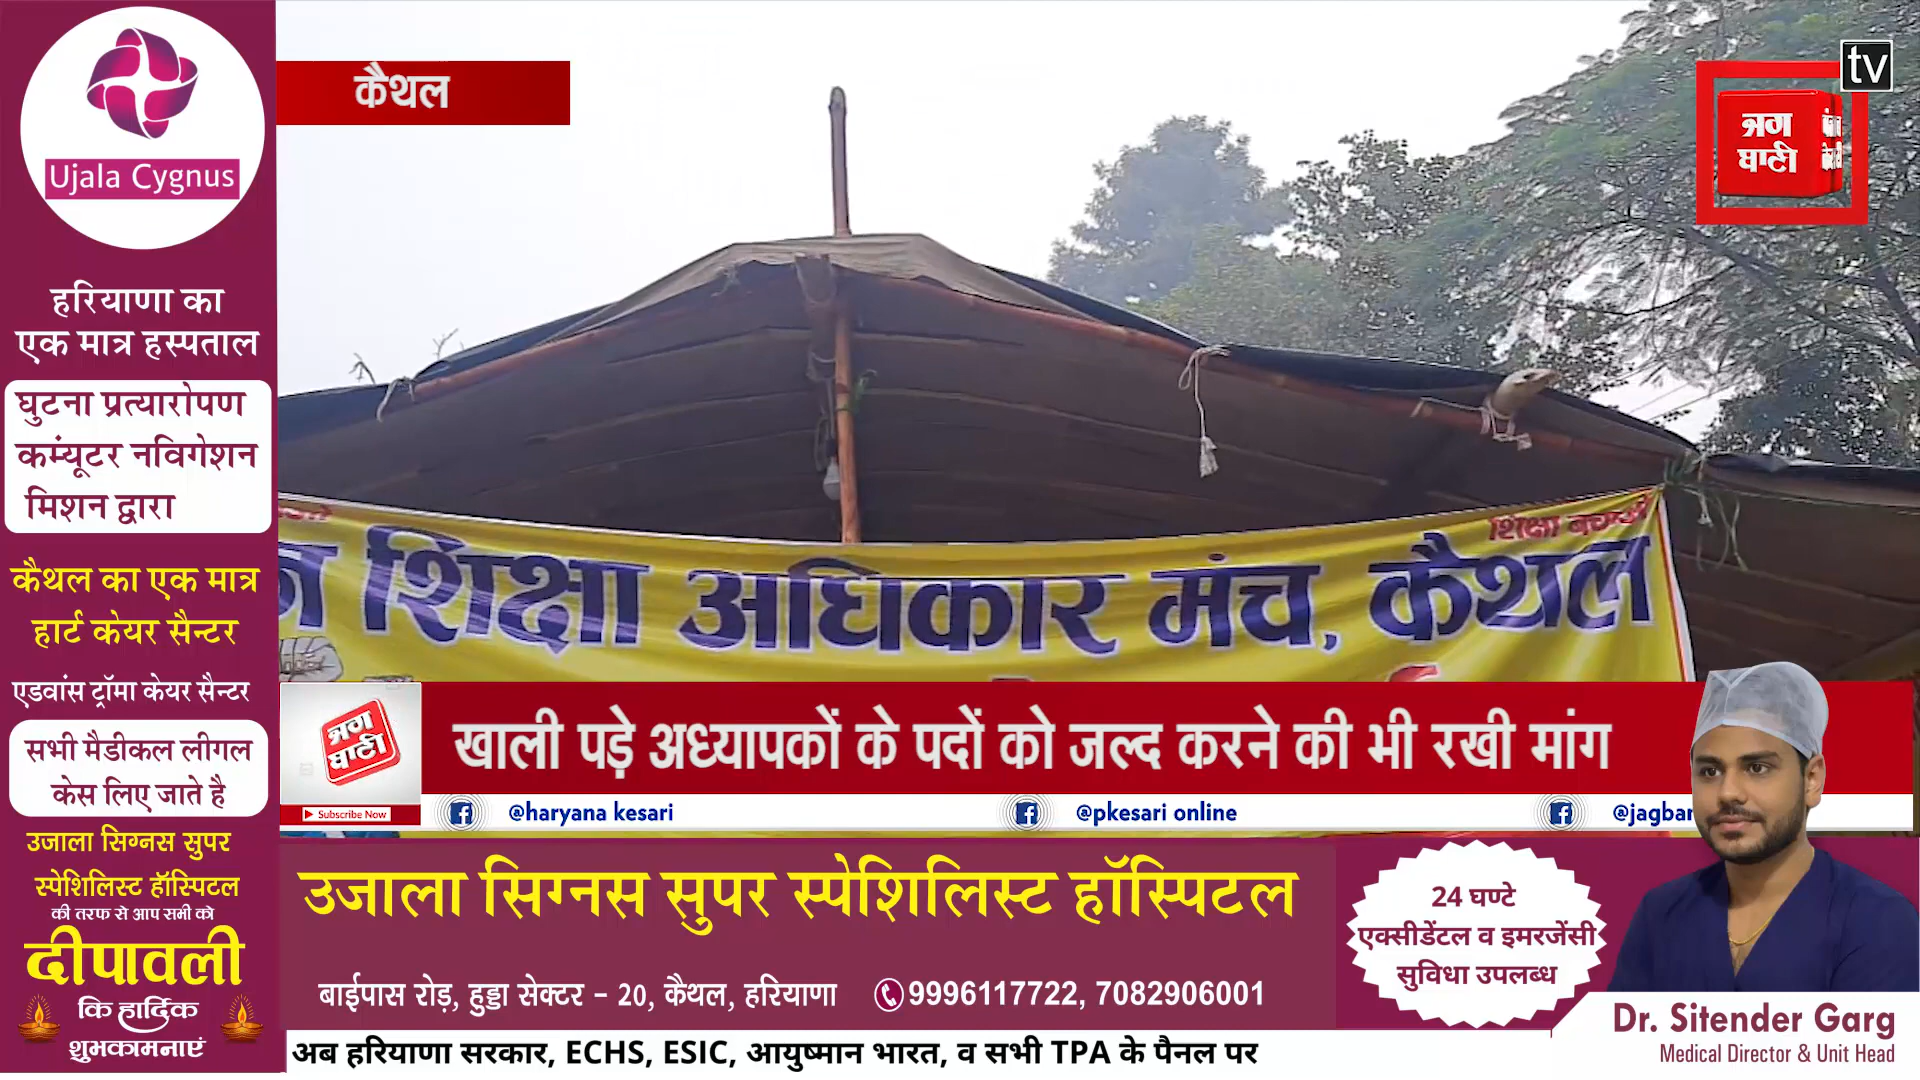 Ujala Cygnus
हरियाणा का
एक मात्र हस्पताल
घुटना प्रत्यारोपण
कम्यूंटर नविगेशन
मिशन द्वारा
कैथल का एक मात्र
हार्ट केयर सैन्टर
एडवांस ट्रॉमा केयर सैन्टर
सभी मैडीकल लीगल
केस लिए जाते है
उजाला सिग्नस सुपर
स्पेशिलिस्ट हॉस्पिटल
की तरफ से आप सभी को
दीपावली
कि हार्दिक
शुभकामनाएं
कैथल
tv
जग
बाणी
शिक्षा बचाओ
शिक्षा अधिकार मंच, कैथल
जग
बाणी
Subscribe Now
खाली पड़े अध्यापकों के पदों को जल्द करने की भी रखी मांग
@haryana kesari
@pkesari online
@jagban
उजाला सिग्नस सुपर स्पेशिलिस्ट हॉस्पिटल
बाईपास रोड़, हुड्डा सेक्टर - 20, कैथल, हरियाणा
9996117722, 7082906001
24 घण्टे
एक्सीडेंटल व इमरजेंसी
सुविधा उपलब्ध
Dr. Sitender Garg
Medical Director & Unit Head
अब हरियाणा सरकार, ECHS, ESIC, आयुष्मान भारत, व सभी TPA के पैनल पर